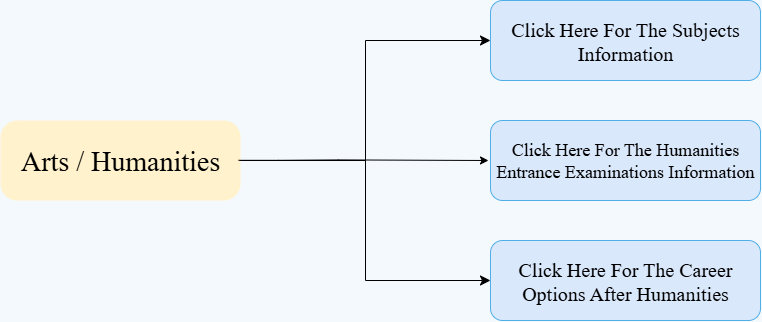 Click Here For The Subjects
Information
Arts / Humanities
Click Here For The Humanities
Entrance Examinations Information
Click Here For The Career
Options After Humanities